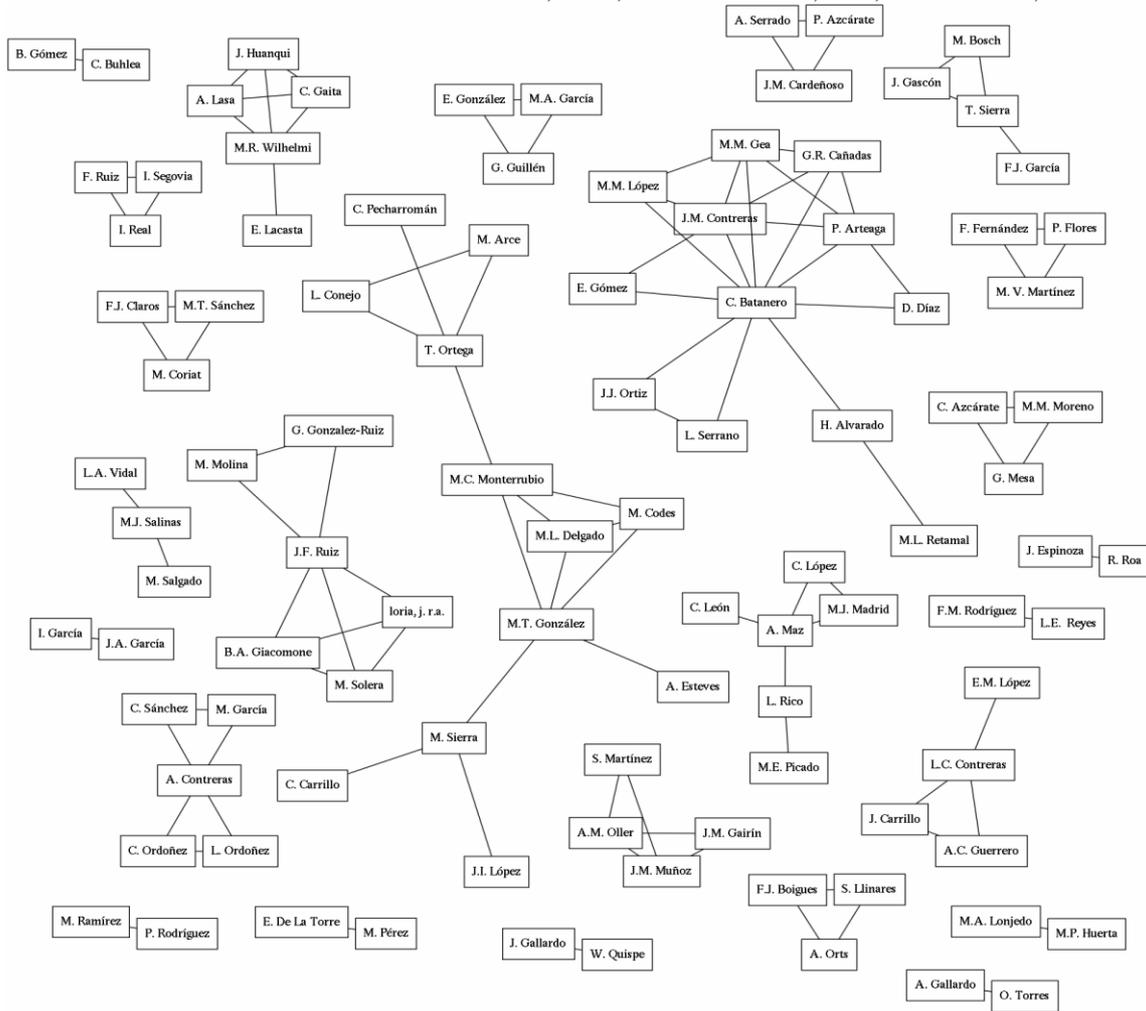 A. Serrado
P. Azcárate
B. Gómez
J. Huanqui
M. Bosch
C. Buhlea
J.M. Cardeñoso
J. Gascón
A. Lasa
C. Gaita
E. González
M.A. García
T. Sierra
M.R. Wilhelmi
M.M. Gea
G.R. Cañadas
G. Guillén
F.J. García
F. Ruiz
I. Segovia
M.M. López
C. Pecharromán
J.M. Contreras
I. Real
E. Lacasta
M. Arce
P. Arteaga
F. Fernández
P. Flores
L. Conejo
E. Gómez
M. V. Martínez
F.J. Claros
M.T. Sánchez
C. Batanero
D. Díaz
T. Ortega
M. Coriat
J.J. Ortiz
C. Azcárate
M.M. Moreno
G. Gonzalez-Ruiz
L. Serrano
H. Alvarado
M. Molina
L.A. Vidal
M.C. Monterrubio
G. Mesa
M.J. Salinas
M. Codes
M.L. Delgado
J.F. Ruiz
M.L. Retamal
J. Espinoza
R. Roa
M. Salgado
C. López
loria, j. r.a.
C. León
M.J. Madrid
F.M. Rodríguez
L.E. Reyes
I. García
J.A. García
M.T. González
A. Maz
B.A. Giacomone
M. Solera
A. Esteves
L. Rico
E.M. López
C. Sánchez
M. García
M. Sierra
A. Contreras
C. Carrillo
S. Martínez
M.E. Picado
L.C. Contreras
J. Carrillo
A.M. Oller
J.M. Gairín
C. Ordoñez
L. Ordoñez
A.C. Guerrero
J.I. López
J.M. Muñoz
F.J. Boigues
S. Llinares
M. Ramírez
P. Rodríguez
E. De La Torre
M. Pérez
M.A. Lonjedo
M.P. Huerta
J. Gallardo
W. Quispe
A. Orts
A. Gallardo
O. Torres